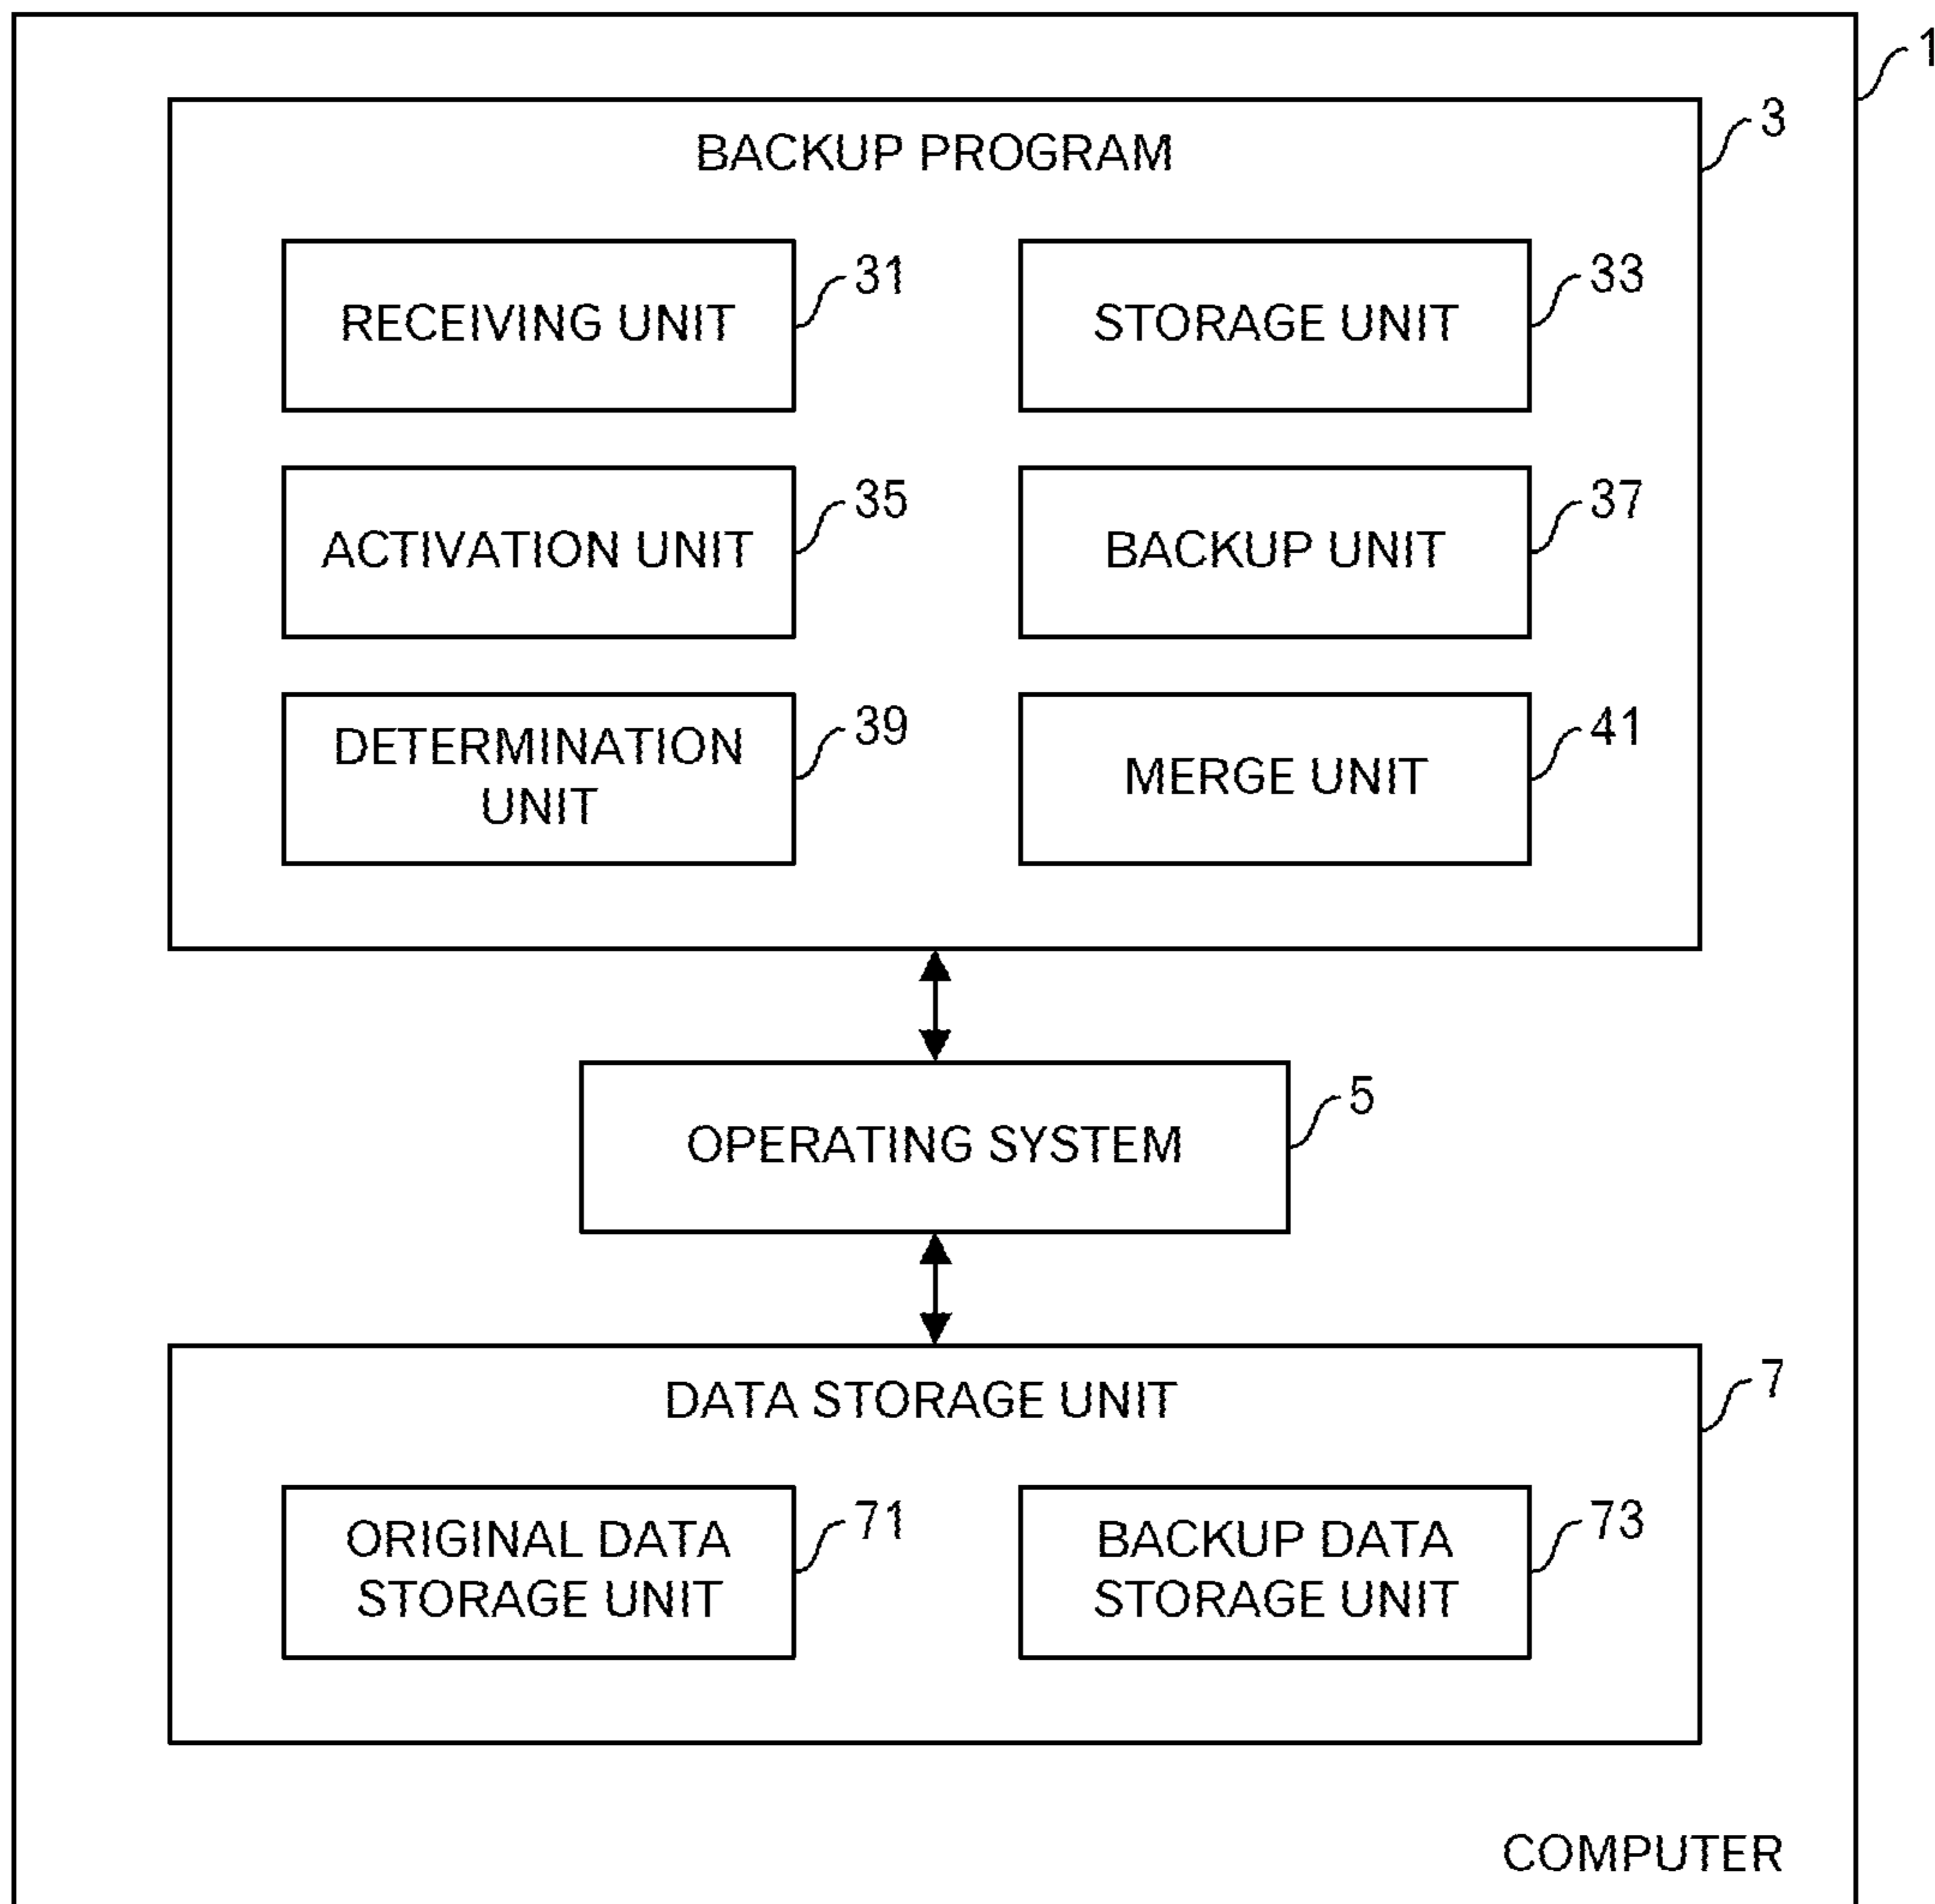 1
BACKUP PROGRAM
3
RECEIVING UNIT
31
STORAGE UNIT
33
ACTIVATION UNIT
35
BACKUP UNIT
37
DETERMINATION
UNIT
39
MERGE UNIT
41
OPERATING SYSTEM
5
DATA STORAGE UNIT
7
ORIGINAL DATA
STORAGE UNIT
71
BACKUP DATA
STORAGE UNIT
73
COMPUTER